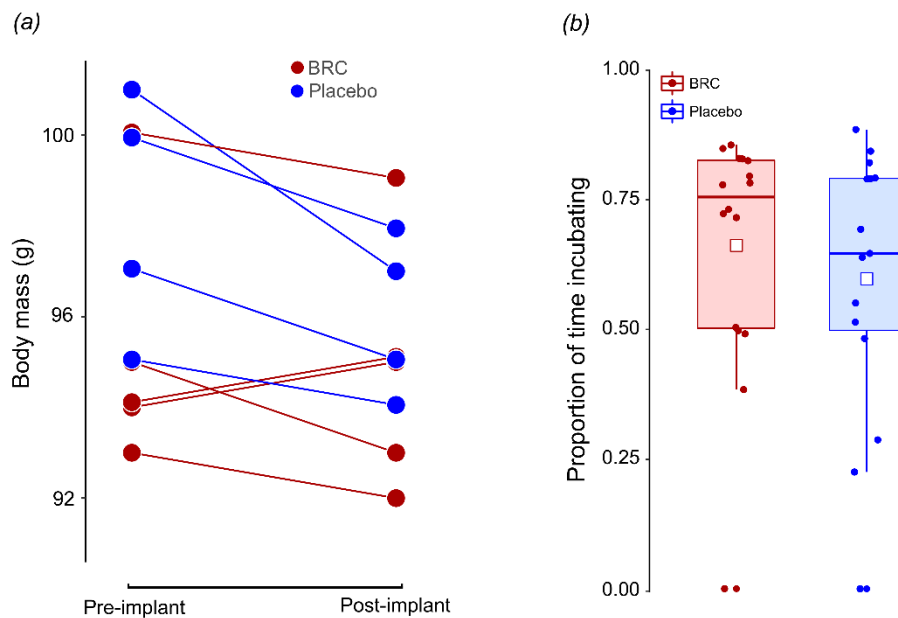 (a)
BRC
Placebo
100
96
92
Body mass (g)
Pre-implant
Post-implant
(b)
1.00
BRC
Placebo
0.75
0.50
0.25
0.00
Proportion of time incubating